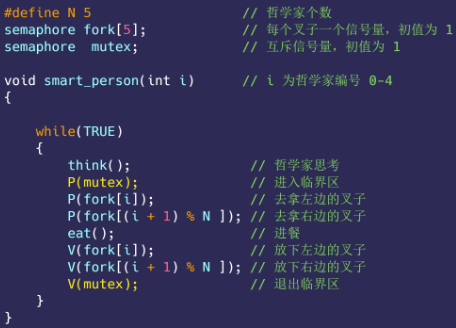 #define N 5 // 哲学家个数
semaphore fork[5]; // 每个叉子一个信号量，初值为 1
semaphore mutex; // 互斥信号量，初值为 1
void smart_person(int i) // i 为哲学家编号 0-4
{
while(TRUE)
{
think(); // 哲学家思考
P(mutex); // 进入临界区
P(fork[i]); // 去拿左边的叉子
P(fork[(i + 1) % N ]); // 去拿右边的叉子
eat(); // 进餐
V(fork[i]); // 放下左边的叉子
V(fork[(i + 1) % N ]); // 放下右边的叉子
V(mutex); // 退出临界区
}
}